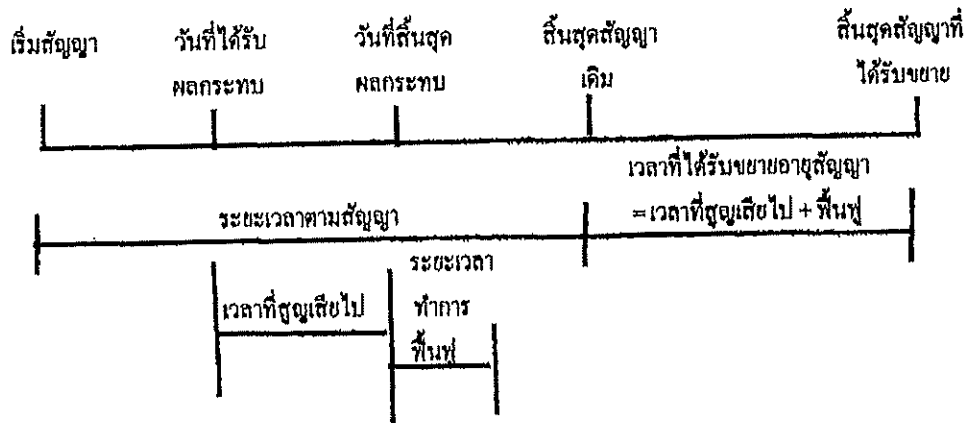 เริ่มสัญญา
วันที่ได้รับ
ผลกระทบ
วันที่สิ้นสุด
ผลกระทบ
สิ้นสุดสัญญา
เดิม
สิ้นสุดสัญญาที่
ได้รับขยาย
เวลาที่ได้รับขยายอายุสัญญา
=เวลาที่สูญเสียไป + ฟื้นฟู
ระยะเวลาตามสัญญา
เวลาที่สูญเสียไป
ระยะเวลา
ทำการ
ฟื้นฟู